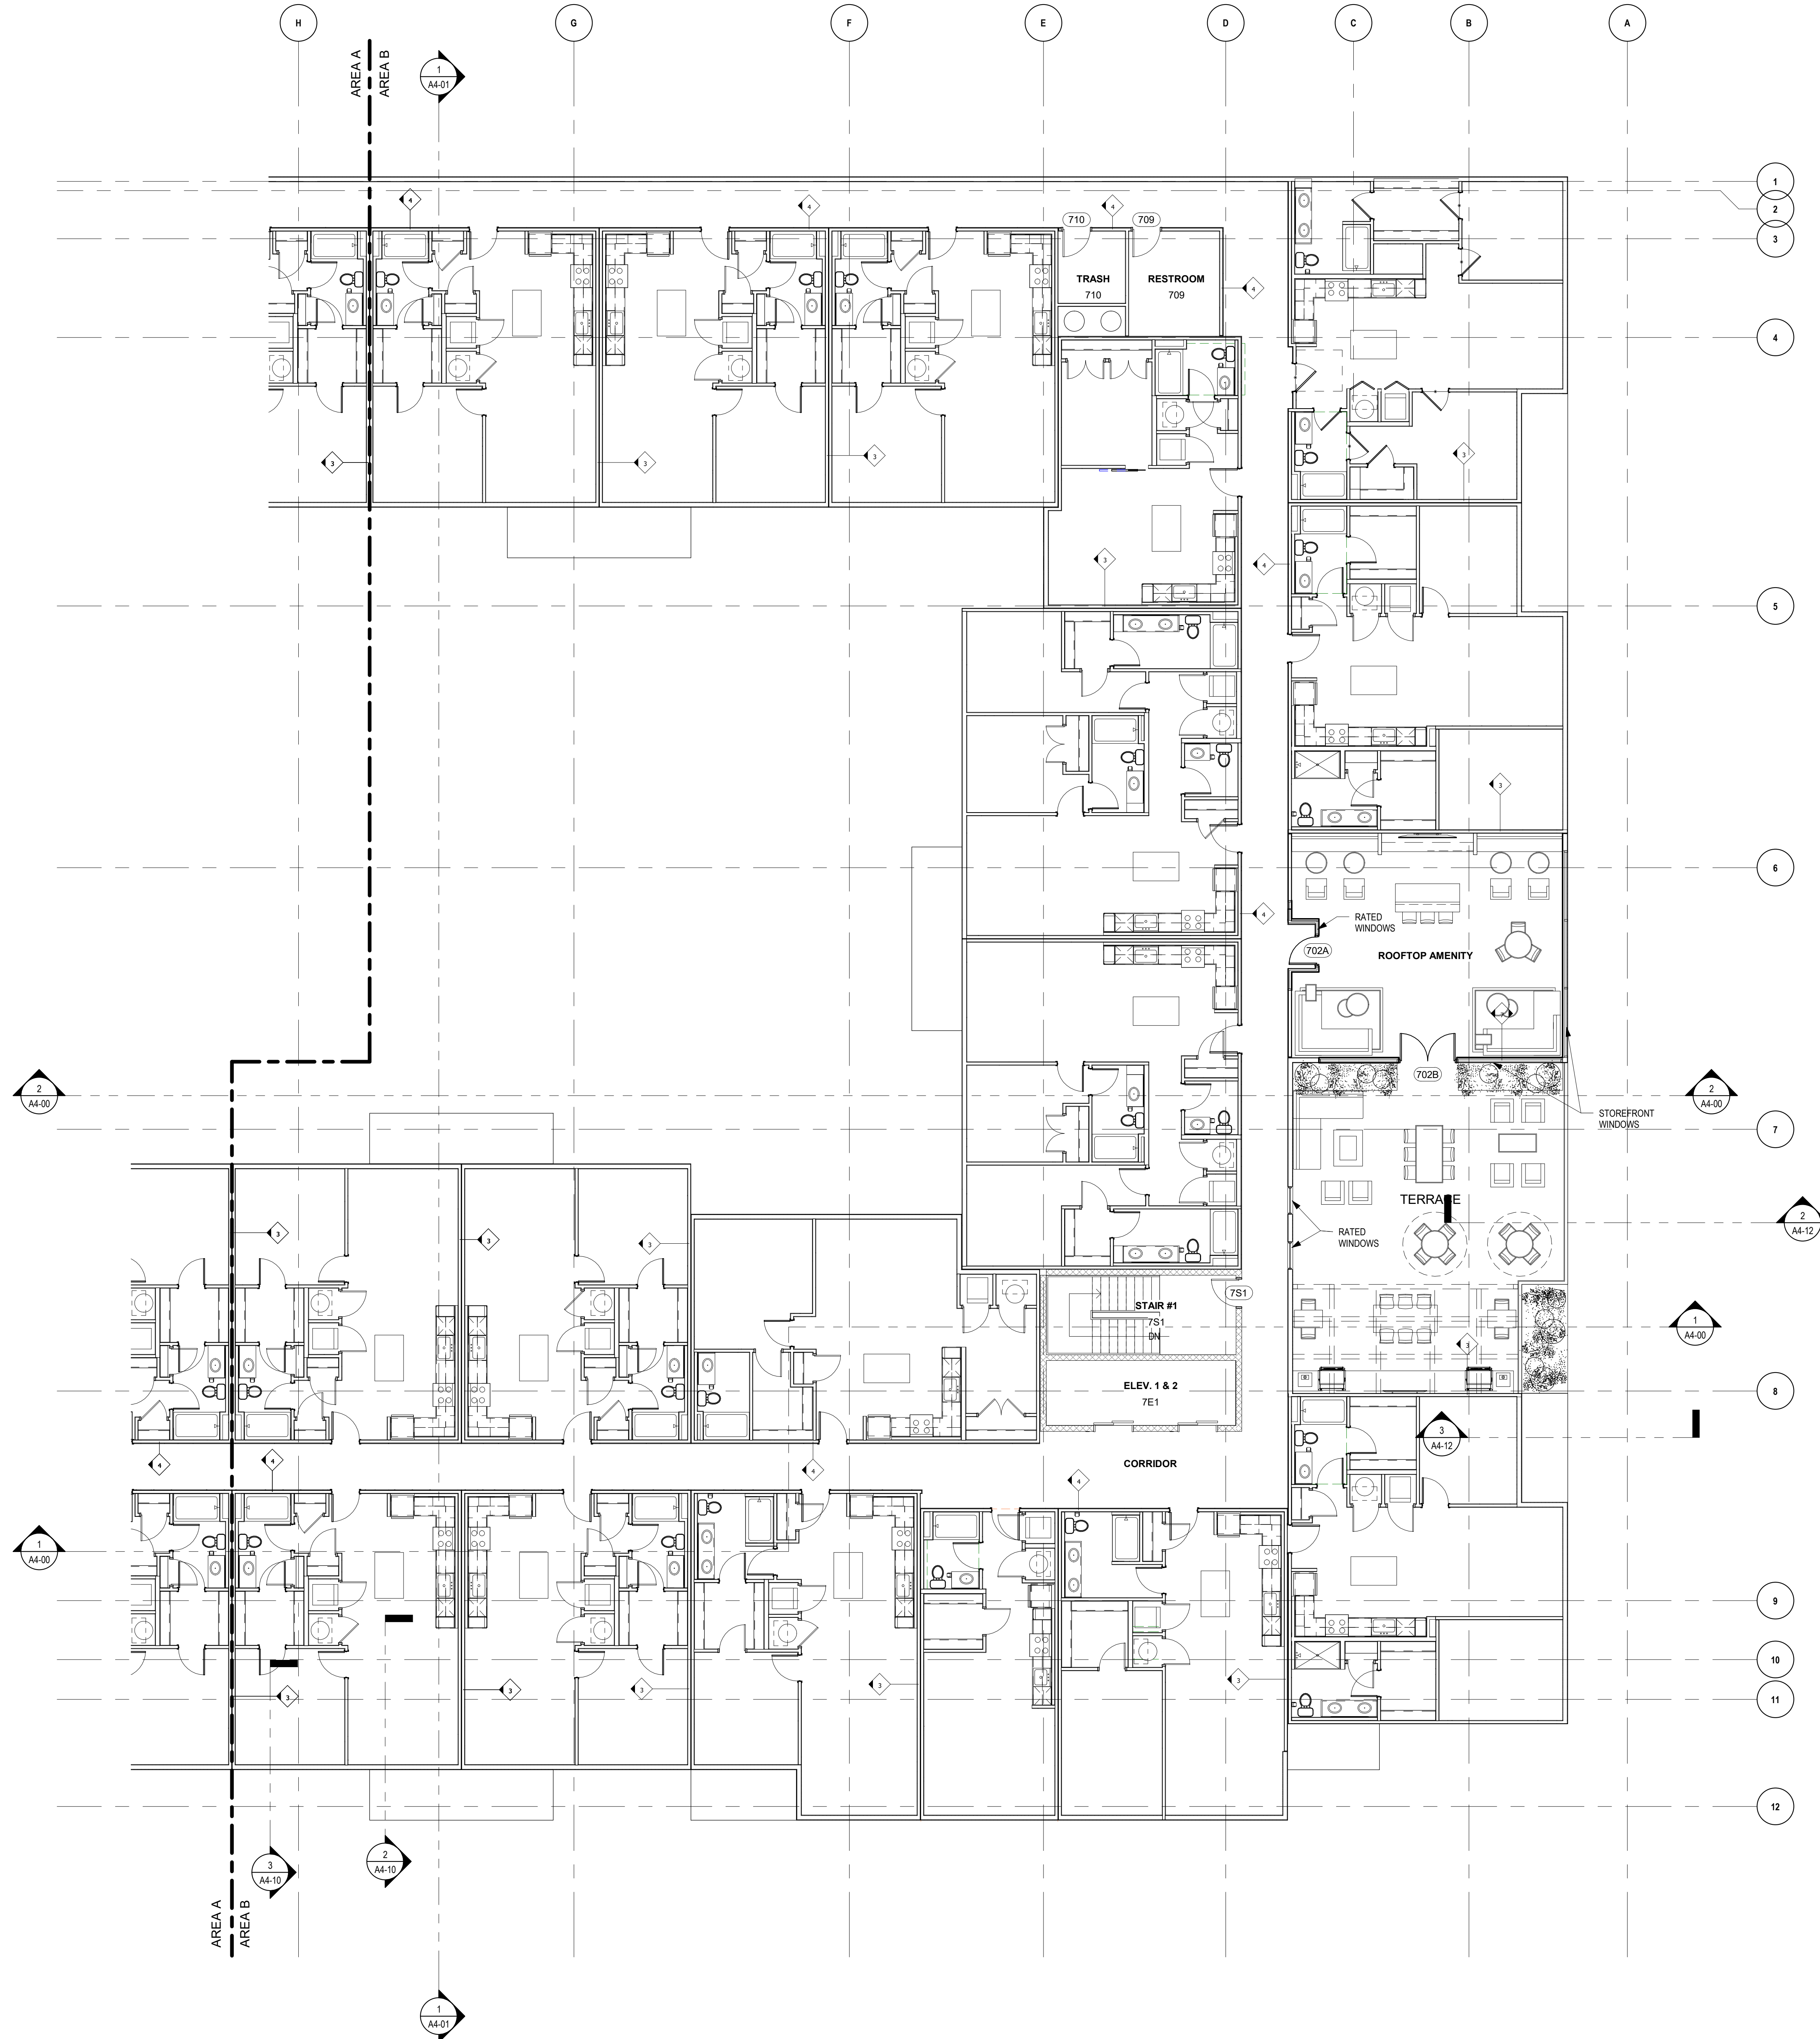 H
G
F
E
D
C
B
A
AREA A
AREA B
1
A4-01
1
2
3
4
4
4
710
709
TRASH
710
RESTROOM
709
4
4
3
3
3
3
3
4
5
3
6
RATED
WINDOWS
4
702A
ROOFTOP AMENITY
702B
2
A4-00
2
A4-00
STOREFRONT
WINDOWS
7
TERRACE
2
A4-12
3
3
3
RATED
WINDOWS
7S1
STAIR #1
7S1
DN
1
A4-00
3
ELEV. 1 & 2
7E1
8
3
A4-12
4
4
4
CORRIDOR
4
1
A4-00
9
10
3
3
3
3
3
11
12
3
A4-10
2
A4-10
AREA A
AREA B
1
A4-01